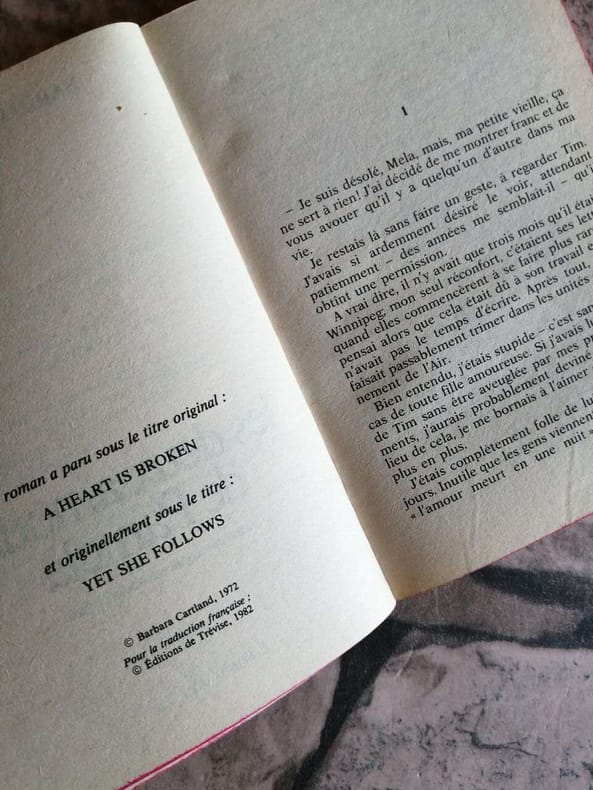 roman a paru sous le titre original :
A HEART IS BROKEN
et originellement sous le titre :
YET SHE FOLLOWS
© Barbara Cartland, 1972
Pour la traduction française :
© Éditions de Trévise, 1982
1
– Je suis désolé, Mela, mais, ma petite vieille, ça
ne sert à rien! J'ai décidé de me montrer franc et de
vous avouer qu'il y a quelqu'un d'autre dans ma
vie.
Je restais là sans faire un geste, à regarder Tim.
J'avais si ardemment désiré le voir, attendant
patiemment – des années me semblait-il – qu'i
obtint une permission.
A vrai dire, il n'y avait que trois mois qu'il étai
Winnipeg; mon seul réconfort, c'étaient ses lett
quand elles commencèrent à se faire plus rar
pensai alors que cela était dû à son travail e
n'avait pas le temps d'écrire. Après tout,
faisait passablement trimer dans les unités
nement de l'Air.
Bien entendu, j'étais stupide – c'est san
cas de toute fille amoureuse. Si j'avais lu
de Tim sans être aveuglée par mes p
ments, j'aurais probablement deviné
lieu de cela, je me bornais à l'aimer
plus en plus.
J'étais complètement folle de lu
jours. Inutile que les gens viennent
« l'amour meurt en une nuit »